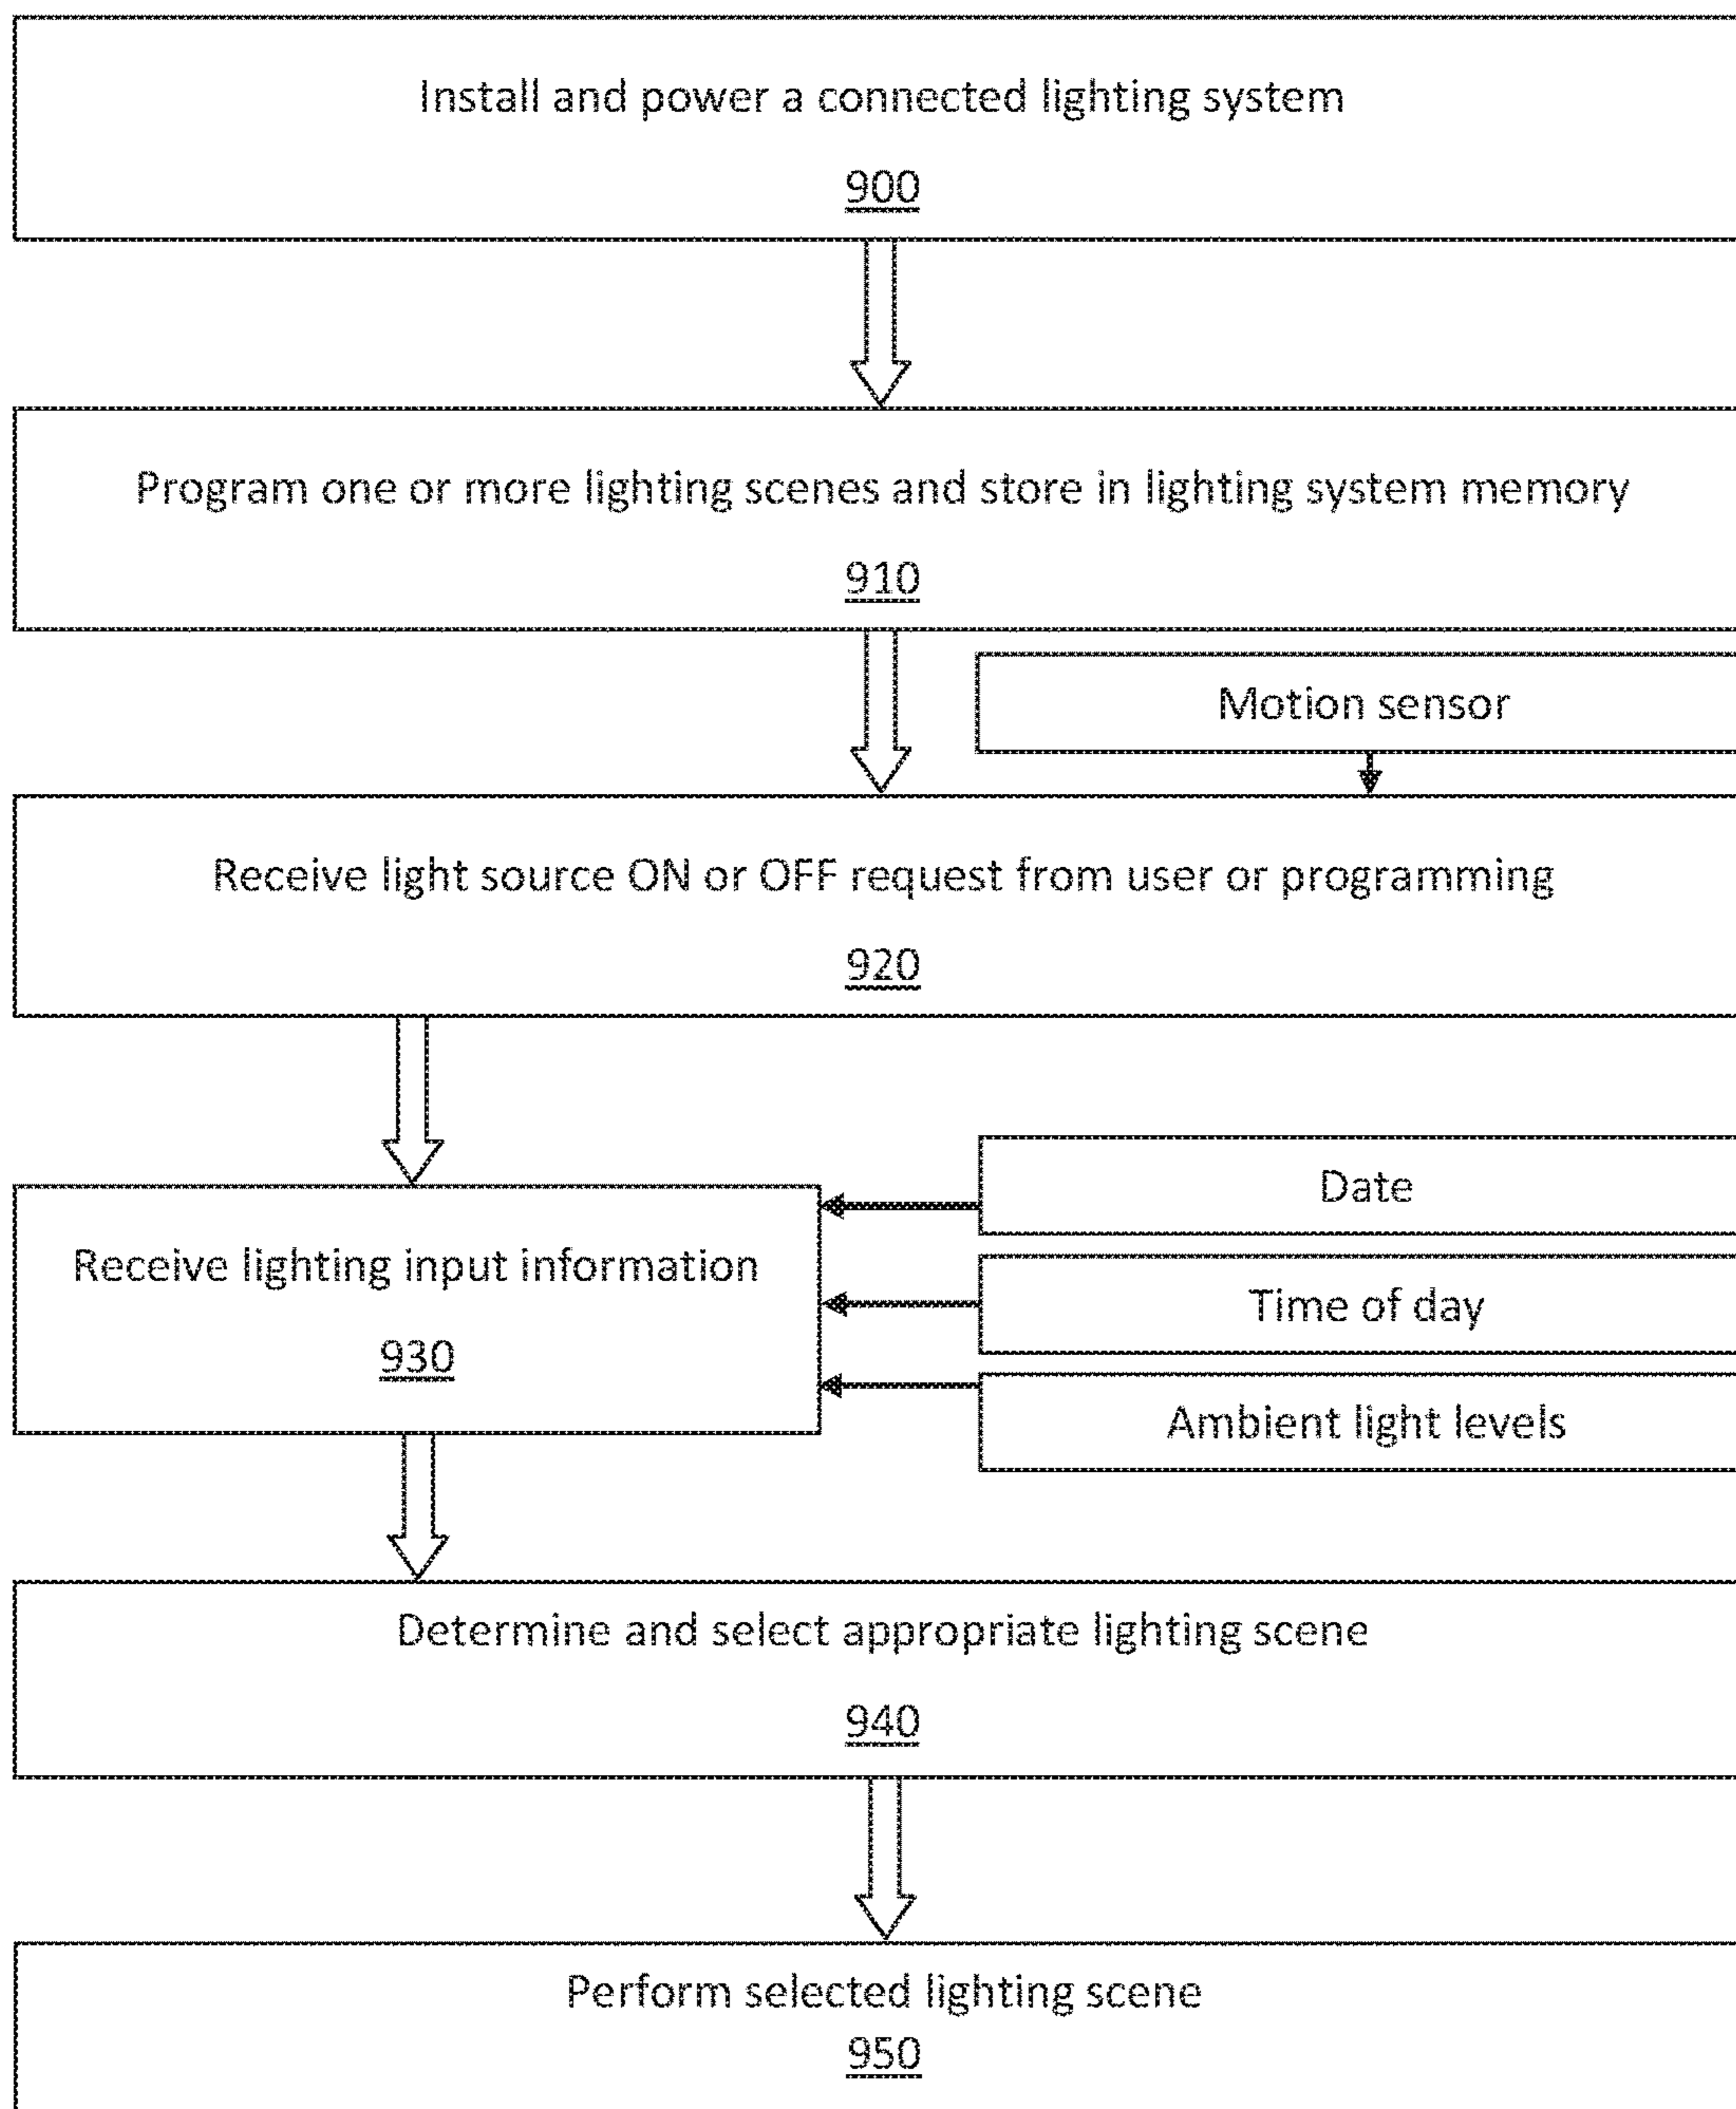 Install and power a connected lighting system
900
Program one or more lighting scenes and store in lighting system memory
910
Motion sensor
Receive light source ON or OFF request from user or programming
920
Date
Receive lighting input information
Time of day
930
Ambient light levels
Determine and select appropriate lighting scene
940
Perform selected lighting scene
950